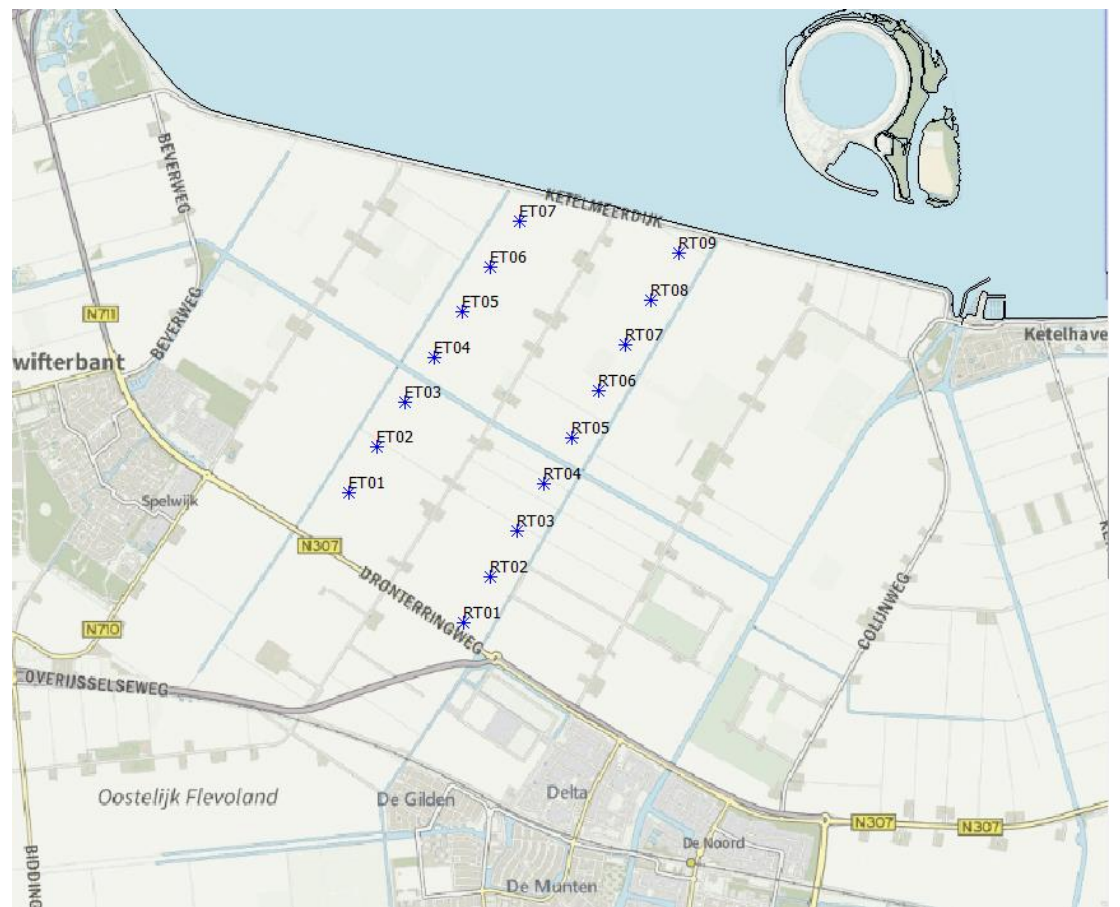 BEVERWEG
KETELMEERDIJK
ET07
RT09
ET06
RT08
BEVERWEG
ET05
N711
RT07
Ketelhave
wifterbant
ET04
RT06
ET03
RT05
ET02
RT04
ET01
Spelwijk
RT03
N307
RT02
DRONTERRINGWEG
COLIJNWEG
RT01
N710
OVERIJSSELSEWEG
Oostelijk Flevoland
De Gilden
Delta
N307
N307
De Noord
BIDDING
De Munten